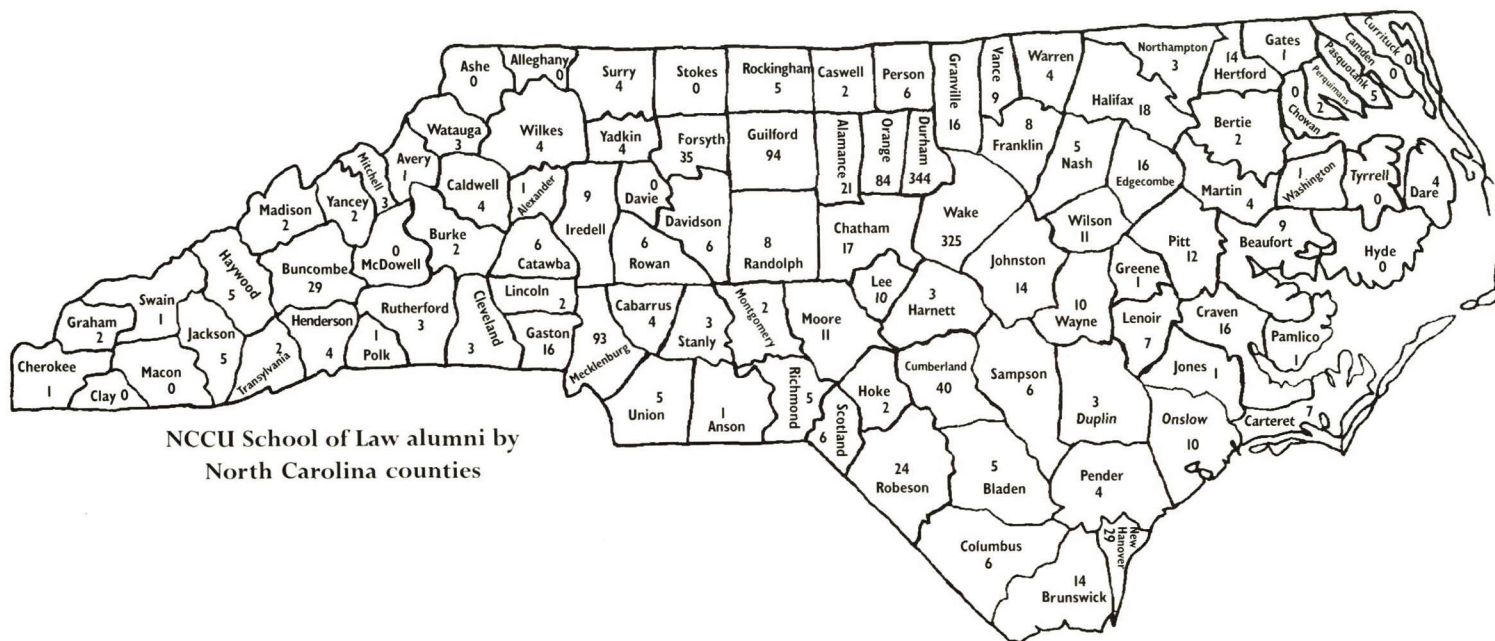 Ashe
0
Alleghany
0
Surry
4
Stokes
0
Rockingham
5
Caswell
2
Person
6
Granville
16
Vance
9
Warren
4
Northampton
3
14
Hertford
Gates
1
Currituck
0
Camden
0
Pasquotank
5
Perquimans
2
0
Chowan
Watauga
3
Wilkes
4
Yadkin
4
Forsyth
35
Guilford
94
Alamance
21
Orange
84
Durham
344
8
Franklin
Halifax
18
5
Nash
16
Edgecombe
Bertie
2
Martin
4
1
Washington
Tyrrell
0
4
Dare
Mitchell
3
Avery
1
Caldwell
4
1
Alexander
9
Iredell
0
Davie
Davidson
6
8
Randolph
Chatham
17
Wake
325
Wilson
11
Pitt
12
9
Beaufort
Hyde
0
Madison
2
Yancey
2
0
McDowell
Burke
2
6
Catawba
6
Rowan
Johnston
14
Greene
1
Haywood
5
Buncombe
29
Rutherford
3
Cleveland
3
Lincoln
2
Gaston
16
Cabarrus
4
3
Stanly
Montgomery
2
Moore
11
Lee
10
3
Harnett
10
Wayne
Lenoir
7
Craven
16
Pamlico
1
Swain
1
Graham
2
Jackson
5
2
Transylvania
Henderson
4
1
Polk
93
Mecklenburg
Cherokee
1
Clay 0
Macon
0
5
Union
1
Anson
Richmond
5
Scotland
6
Hoke
2
Cumberland
40
Sampson
6
3
Duplin
Jones 1
Onslow
10
Carteret
7
NCCU School of Law alumni by
North Carolina counties
24
Robeson
5
Bladen
Pender
4
Columbus
6
14
Brunswick
New
Hanover
29